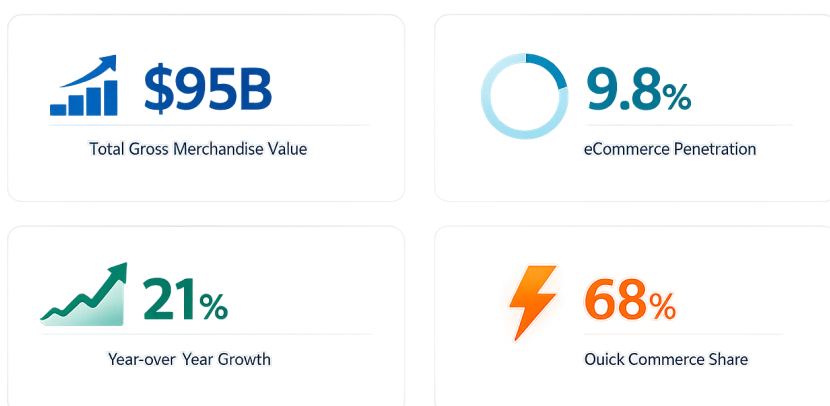 $95B
Total Gross Merchandise Value
9.8%
eCommerce Penetration
21%
Year-over Year Growth
68%
Ouick Commerce Share